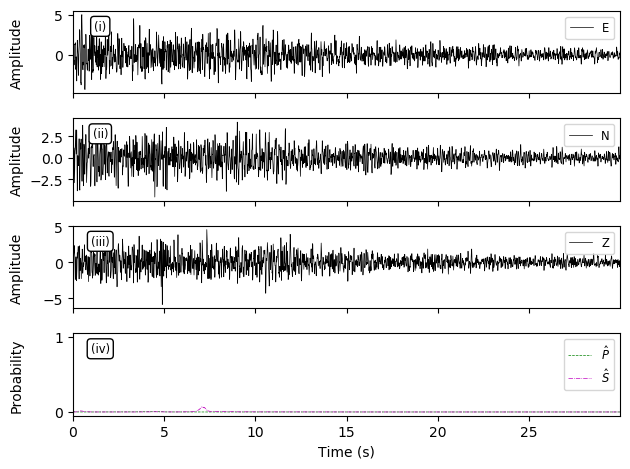 5
0
Amplitude
(i)
E
2.5
0.0
−2.5
Amplitude
(ii)
N
5
0
−5
Amplitude
(iii)
Z
1
0
Probability
(iv)
P̂
Ŝ
0 5 10 15 20 25
Time (s)